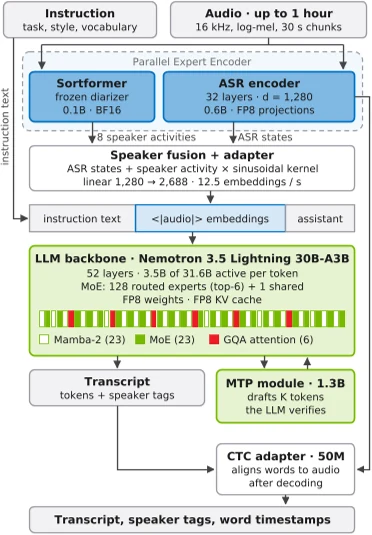 Instruction
task, style, vocabulary
Audio · up to 1 hour
16 kHz, log-mel, 30 s chunks
instruction text
Parallel Expert Encoder
Sortformer
frozen diarizer
0.1B · BF16
ASR encoder
32 layers · d = 1,280
0.6B · FP8 projections
8 speaker activities
ASR states
Speaker fusion + adapter
ASR states + speaker activity × sinusoidal kernel
linear 1,280 → 2,688 · 12.5 embeddings / s
instruction text
<|audio|> embeddings
assistant
LLM backbone · Nemotron 3.5 Lightning 30B-A3B
52 layers · 3.5B of 31.6B active per token
MoE: 128 routed experts (top-6) + 1 shared
FP8 weights · FP8 KV cache
Mamba-2 (23)
MoE (23)
GQA attention (6)
Transcript
tokens + speaker tags
MTP module · 1.3B
drafts K tokens
the LLM verifies
CTC adapter · 50M
aligns words to audio
after decoding
Transcript, speaker tags, word timestamps